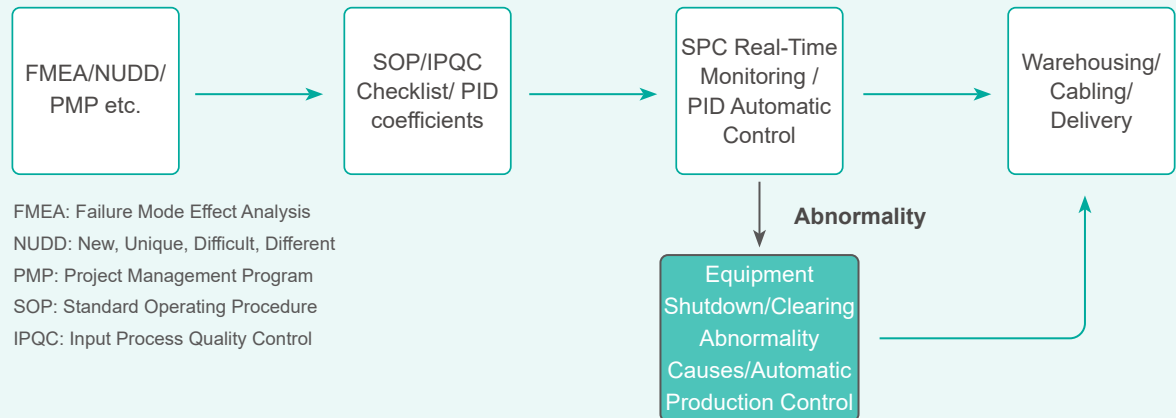 FMEA/NUDD/
PMP etc.
SOP/IPQC
Checklist/ PID
coefficients
SPC Real-Time
Monitoring /
PID Automatic
Control
Warehousing/
Cabling/
Delivery
Abnormality
Equipment
Shutdown/Clearing
Abnormality
Causes/Automatic
Production Control
FMEA: Failure Mode Effect Analysis
NUDD: New, Unique, Difficult, Different
PMP: Project Management Program
SOP: Standard Operating Procedure
IPQC: Input Process Quality Control